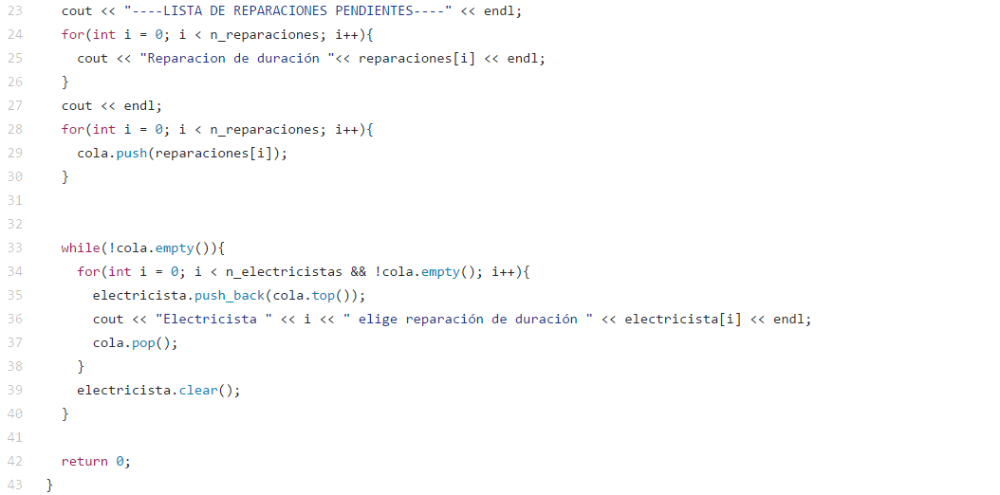 23 cout << "----LISTA DE REPARACIONES PENDIENTES----" << endl;
24 for(int i = 0; i < n_reparaciones; i++){
25 cout << "Reparacion de duración "<< reparaciones[i] << endl;
26 }
27 cout << endl;
28 for(int i = 0; i < n_reparaciones; i++){
29 cola.push(reparaciones[i]);
30 }
31
32
33 while(!cola.empty()){
34 for(int i = 0; i < n_electricistas && !cola.empty(); i++){
35 electricista.push_back(cola.top());
36 cout << "Electricista " << i << " elige reparación de duración " << electricista[i] << endl;
37 cola.pop();
38 }
39 electricista.clear();
40 }
41
42 return 0;
43 }